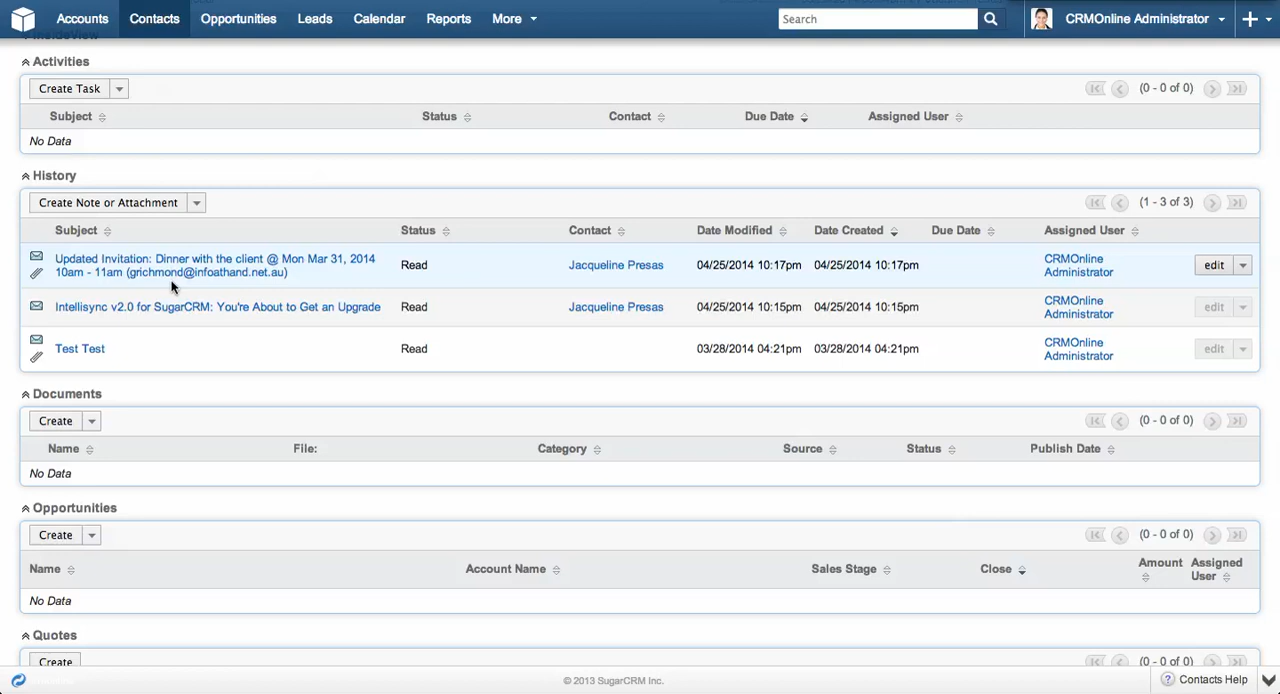 Accounts Contacts Opportunities Leads Calendar Reports More Search CRMOnline Administrator
InsideView
Activities
Create Task (0 - 0 of 0)
Subject Status Contact Due Date Assigned User
No Data
History
Create Note or Attachment (1 - 3 of 3)
Subject Status Contact Date Modified Date Created Due Date Assigned User
Updated Invitation: Dinner with the client @ Mon Mar 31, 2014
10am - 11am (grichmond@infoathand.net.au)
Read Jacqueline Presas 04/25/2014 10:17pm 04/25/2014 10:17pm
CRMOnline
Administrator
edit
Intellisync v2.0 for SugarCRM: You're About to Get an Upgrade Read Jacqueline Presas 04/25/2014 10:15pm 04/25/2014 10:15pm
CRMOnline
Administrator
edit
Test Test Read 03/28/2014 04:21pm 03/28/2014 04:21pm
CRMOnline
Administrator
edit
Documents
Create (0 - 0 of 0)
Name File: Category Source Status Publish Date
No Data
Opportunities
Create (0 - 0 of 0)
Name Account Name Sales Stage Close Amount Assigned
User
No Data
Quotes
Create (0 - 0 of 0)
© 2013 SugarCRM Inc. ? Contacts Help